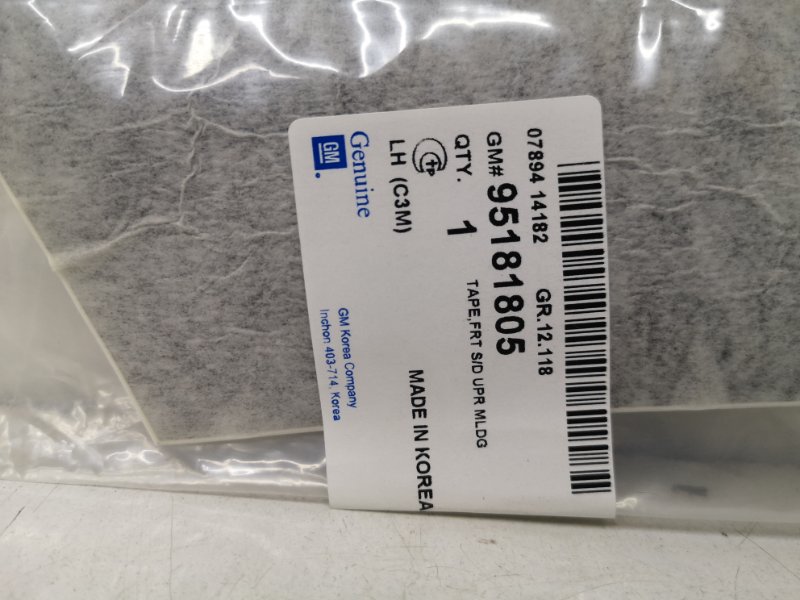 07894 14182 GR.12.118
GM# 95181805
QTY. 1 TAPE,FRT S/D UPR MLDG
LH (C3M) MADE IN KOREA
GM Genuine
GM Korea Company
Inchon 403-714, Korea